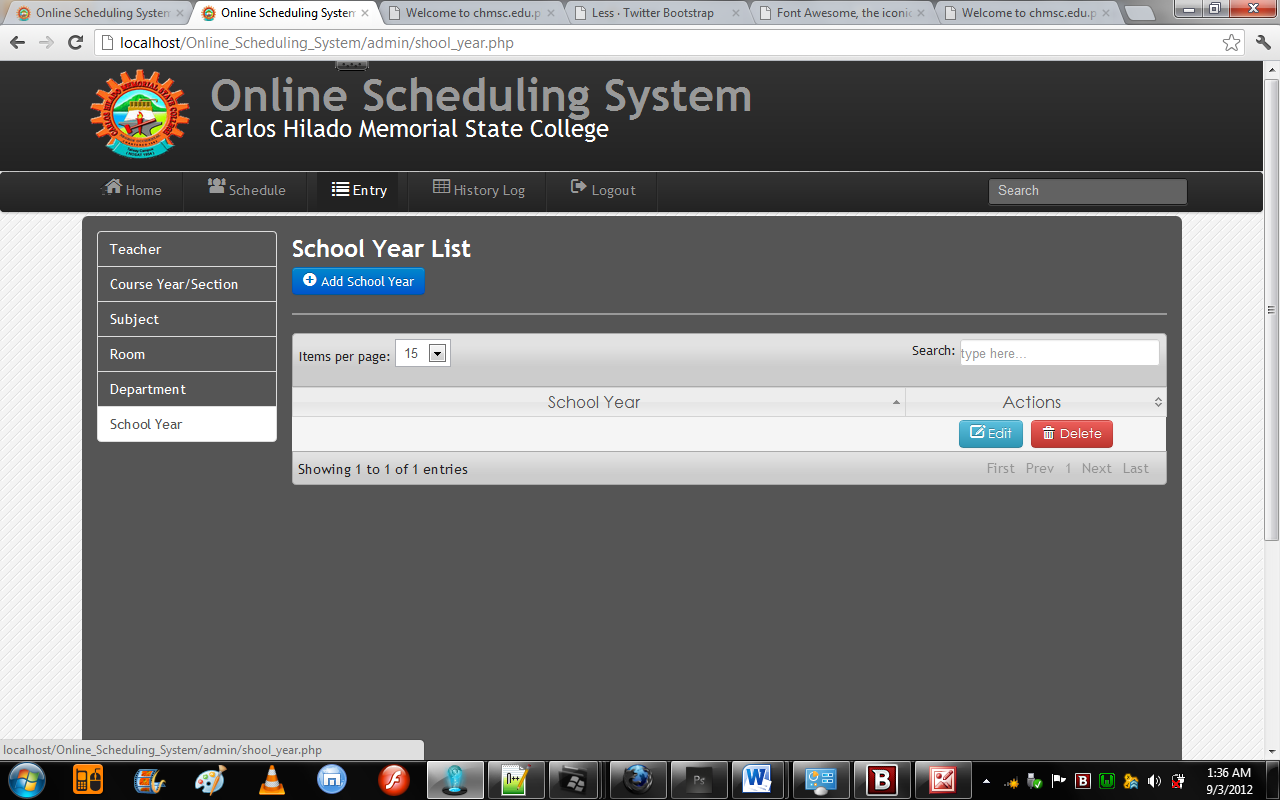 Online Scheduling System
Online Scheduling System
Welcome to chmsc.edu.p
Less · Twitter Bootstrap
Font Awesome, the iconic
Welcome to chmsc.edu.p
localhost/Online_Scheduling_System/admin/shool_year.php
Online Scheduling System
Carlos Hilado Memorial State College
Home
Schedule
Entry
History Log
Logout
Search
Teacher
Course Year/Section
Subject
Room
Department
School Year
School Year List
Add School Year
Items per page: 15
Search: type here...
School Year
Actions
Edit
Delete
Showing 1 to 1 of 1 entries
First Prev 1 Next Last
localhost/Online_Scheduling_System/admin/shool_year.php
Ps
W
B
B
1:36 AM
9/3/2012